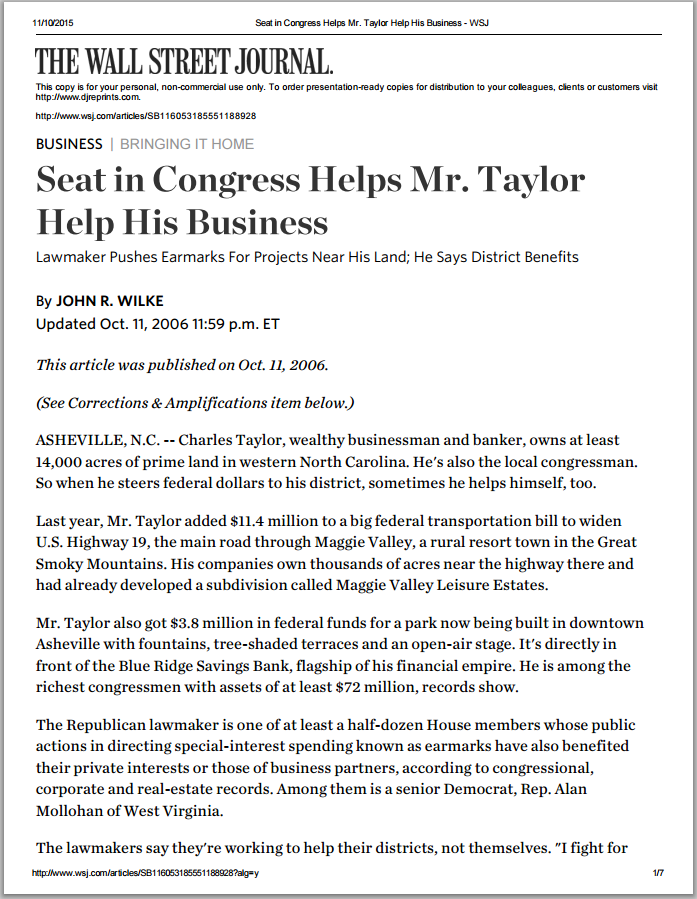 11/10/2015 Seat in Congress Helps Mr. Taylor Help His Business - WSJ
THE WALL STREET JOURNAL.
This copy is for your personal, non-commercial use only. To order presentation-ready copies for distribution to your colleagues, clients or customers visit
http://www.djreprints.com.
http://www.wsj.com/articles/SB116053185551188928
BUSINESS | BRINGING IT HOME
Seat in Congress Helps Mr. Taylor
Help His Business
Lawmaker Pushes Earmarks For Projects Near His Land; He Says District Benefits
By JOHN R. WILKE
Updated Oct. 11, 2006 11:59 p.m. ET
This article was published on Oct. 11, 2006.
(See Corrections & Amplifications item below.)
ASHEVILLE, N.C. -- Charles Taylor, wealthy businessman and banker, owns at least
14,000 acres of prime land in western North Carolina. He's also the local congressman.
So when he steers federal dollars to his district, sometimes he helps himself, too.
Last year, Mr. Taylor added $11.4 million to a big federal transportation bill to widen
U.S. Highway 19, the main road through Maggie Valley, a rural resort town in the Great
Smoky Mountains. His companies own thousands of acres near the highway there and
had already developed a subdivision called Maggie Valley Leisure Estates.
Mr. Taylor also got $3.8 million in federal funds for a park now being built in downtown
Asheville with fountains, tree-shaded terraces and an open-air stage. It's directly in
front of the Blue Ridge Savings Bank, flagship of his financial empire. He is among the
richest congressmen with assets of at least $72 million, records show.
The Republican lawmaker is one of at least a half-dozen House members whose public
actions in directing special-interest spending known as earmarks have also benefited
their private interests or those of business partners, according to congressional,
corporate and real-estate records. Among them is a senior Democrat, Rep. Alan
Mollohan of West Virginia.
The lawmakers say they're working to help their districts, not themselves. "I fight for
http://www.wsj.com/articles/SB116053185551188928?alg=y 1/7